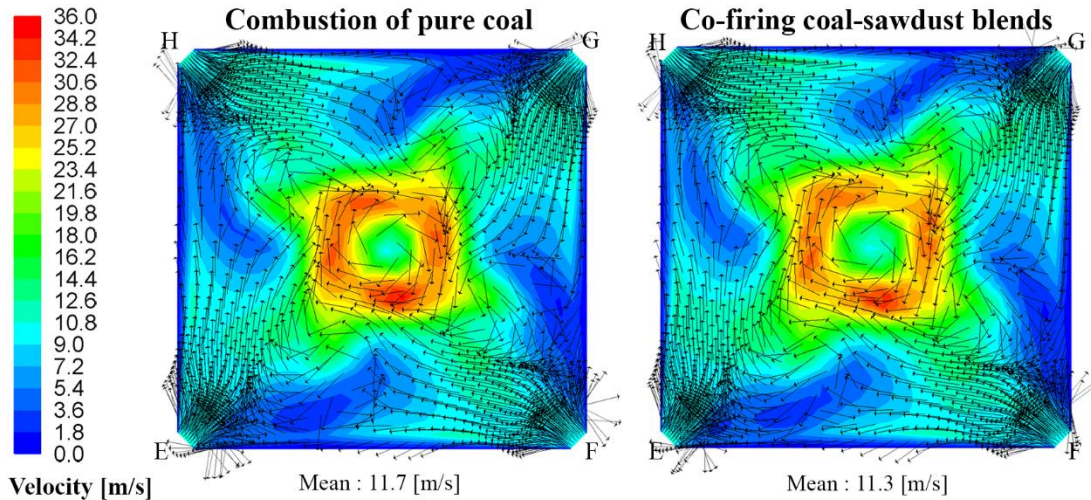 Combustion of pure coal
Co-firing coal-sawdust blends
36.0
34.2
32.4
30.6
28.8
27.0
25.2
23.4
21.6
19.8
18.0
16.2
14.4
12.6
10.8
9.0
7.2
5.4
3.6
1.8
0.0
Velocity [m/s]
H
G
E
F
Mean : 11.7 [m/s]
H
G
E
F
Mean : 11.3 [m/s]